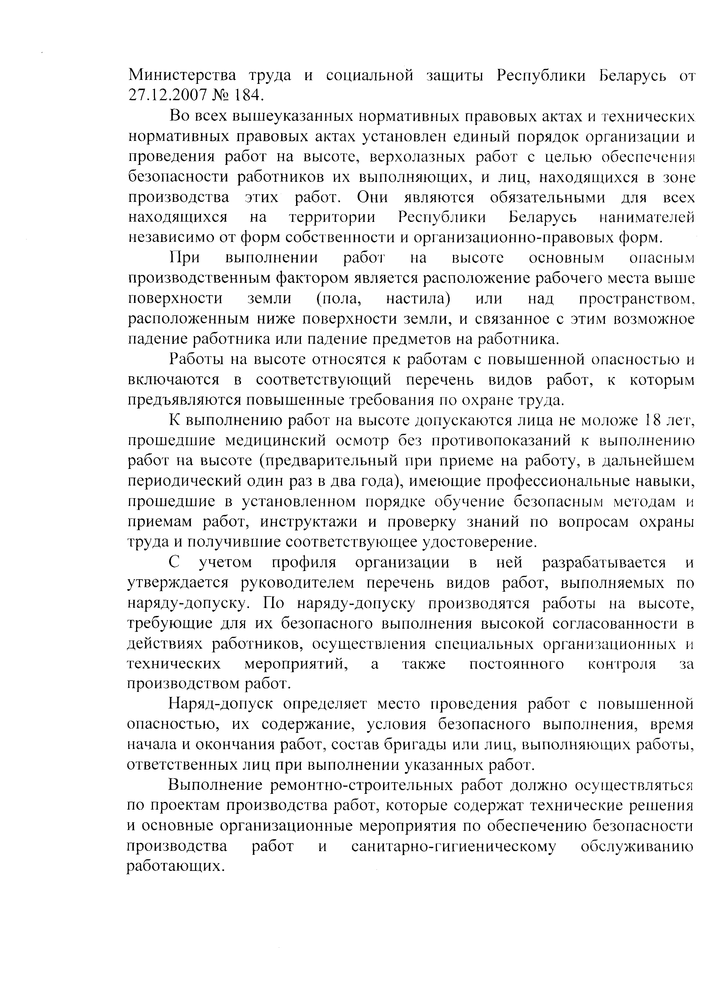 Министерства труда и социальной защиты Республики Беларусь от
27.12.2007 № 184.
Во всех вышеуказанных нормативных правовых актах и технических
нормативных правовых актах установлен единый порядок организации и
проведения работ на высоте, верхолазных работ с целью обеспечения
безопасности работников их выполняющих, и лиц, находящихся в зоне
производства этих работ. Они являются обязательными для всех
находящихся на территории Республики Беларусь нанимателей
независимо от форм собственности и организационно-правовых форм.
При выполнении работ на высоте основным опасным
производственным фактором является расположение рабочего места выше
поверхности земли (пола, настила) или над пространством,
расположенным ниже поверхности земли, и связанное с этим возможное
падение работника или падение предметов на работника.
Работы на высоте относятся к работам с повышенной опасностью и
включаются в соответствующий перечень видов работ, к которым
предъявляются повышенные требования по охране труда.
К выполнению работ на высоте допускаются лица не моложе 18 лет,
прошедшие медицинский осмотр без противопоказаний к выполнению
работ на высоте (предварительный при приеме на работу, в дальнейшем
периодический один раз в два года), имеющие профессиональные навыки,
прошедшие в установленном порядке обучение безопасным методам и
приемам работ, инструктажи и проверку знаний по вопросам охраны
труда и получившие соответствующее удостоверение.
С учетом профиля организации в ней разрабатывается и
утверждается руководителем перечень видов работ, выполняемых по
наряду-допуску. По наряду-допуску производятся работы на высоте,
требующие для их безопасного выполнения высокой согласованности в
действиях работников, осуществления специальных организационных и
технических мероприятий, а также постоянного контроля за
производством работ.
Наряд-допуск определяет место проведения работ с повышенной
опасностью, их содержание, условия безопасного выполнения, время
начала и окончания работ, состав бригады или лиц, выполняющих работы,
ответственных лиц при выполнении указанных работ.
Выполнение ремонтно-строительных работ должно осуществляться
по проектам производства работ, которые содержат технические решения
и основные организационные мероприятия по обеспечению безопасности
производства работ и санитарно-гигиеническому обслуживанию
работающих.